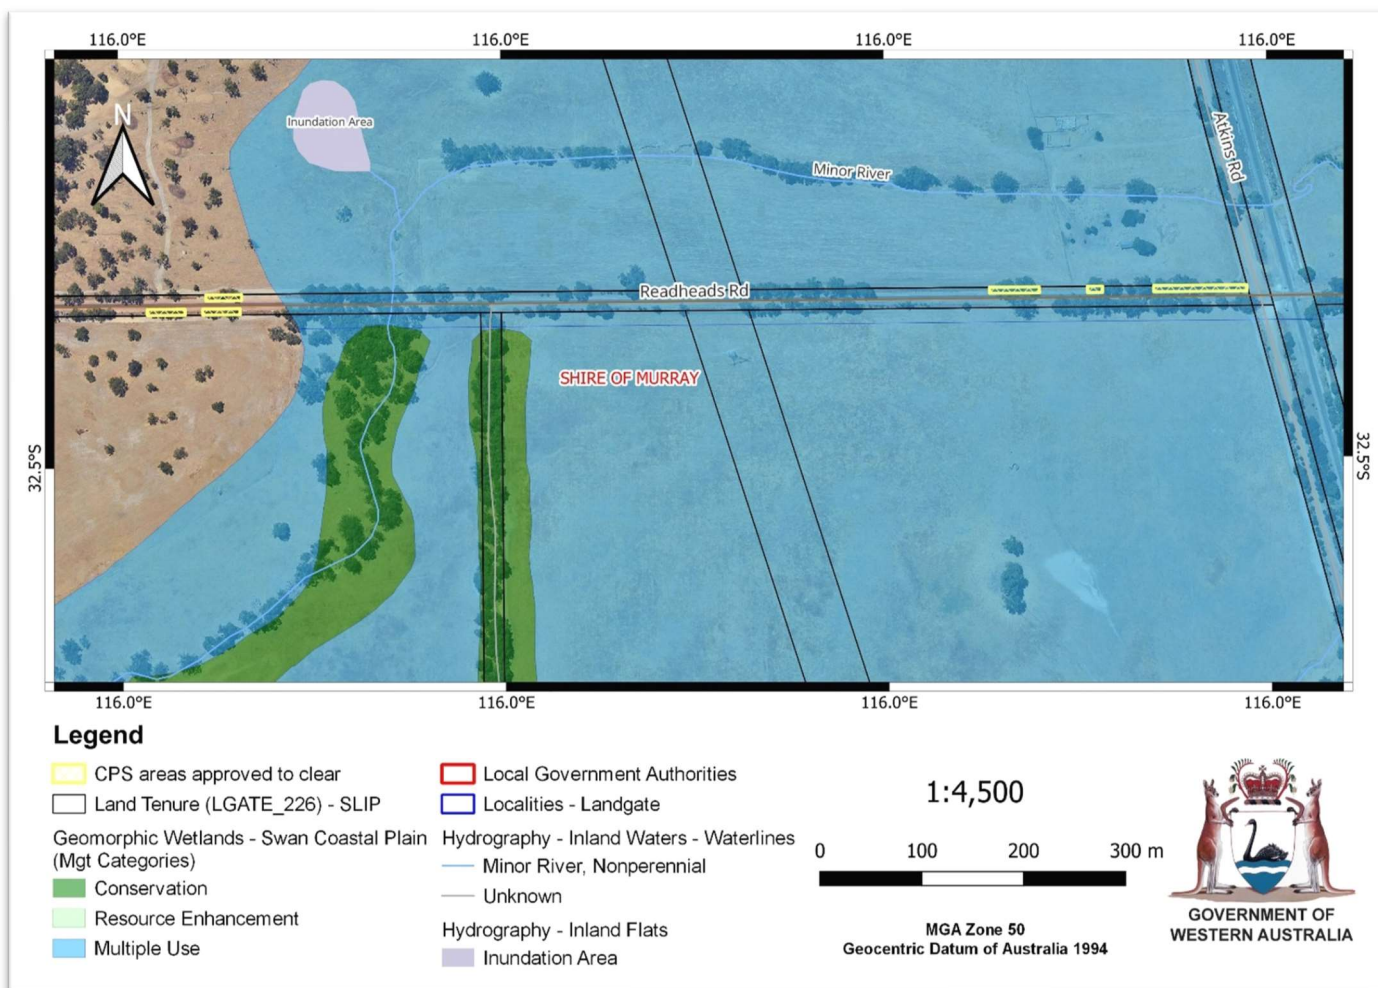 116.0°E 116.0°E 116.0°E 116.0°E
N
Inundation Area
Minor River
Atkins Rd
Readheads Rd
SHIRE OF MURRAY
32.5°S
32.5°S
116.0°E 116.0°E 116.0°E 116.0°E
Legend
CPS areas approved to clear
Land Tenure (LGATE_226) - SLIP
Geomorphic Wetlands - Swan Coastal Plain
(Mgt Categories)
Conservation
Resource Enhancement
Multiple Use
Local Government Authorities
Localities - Landgate
Hydrography - Inland Waters - Waterlines
Minor River, Nonperennial
Unknown
Hydrography - Inland Flats
Inundation Area
1:4,500
0 100 200 300 m
MGA Zone 50
Geocentric Datum of Australia 1994
GOVERNMENT OF
WESTERN AUSTRALIA